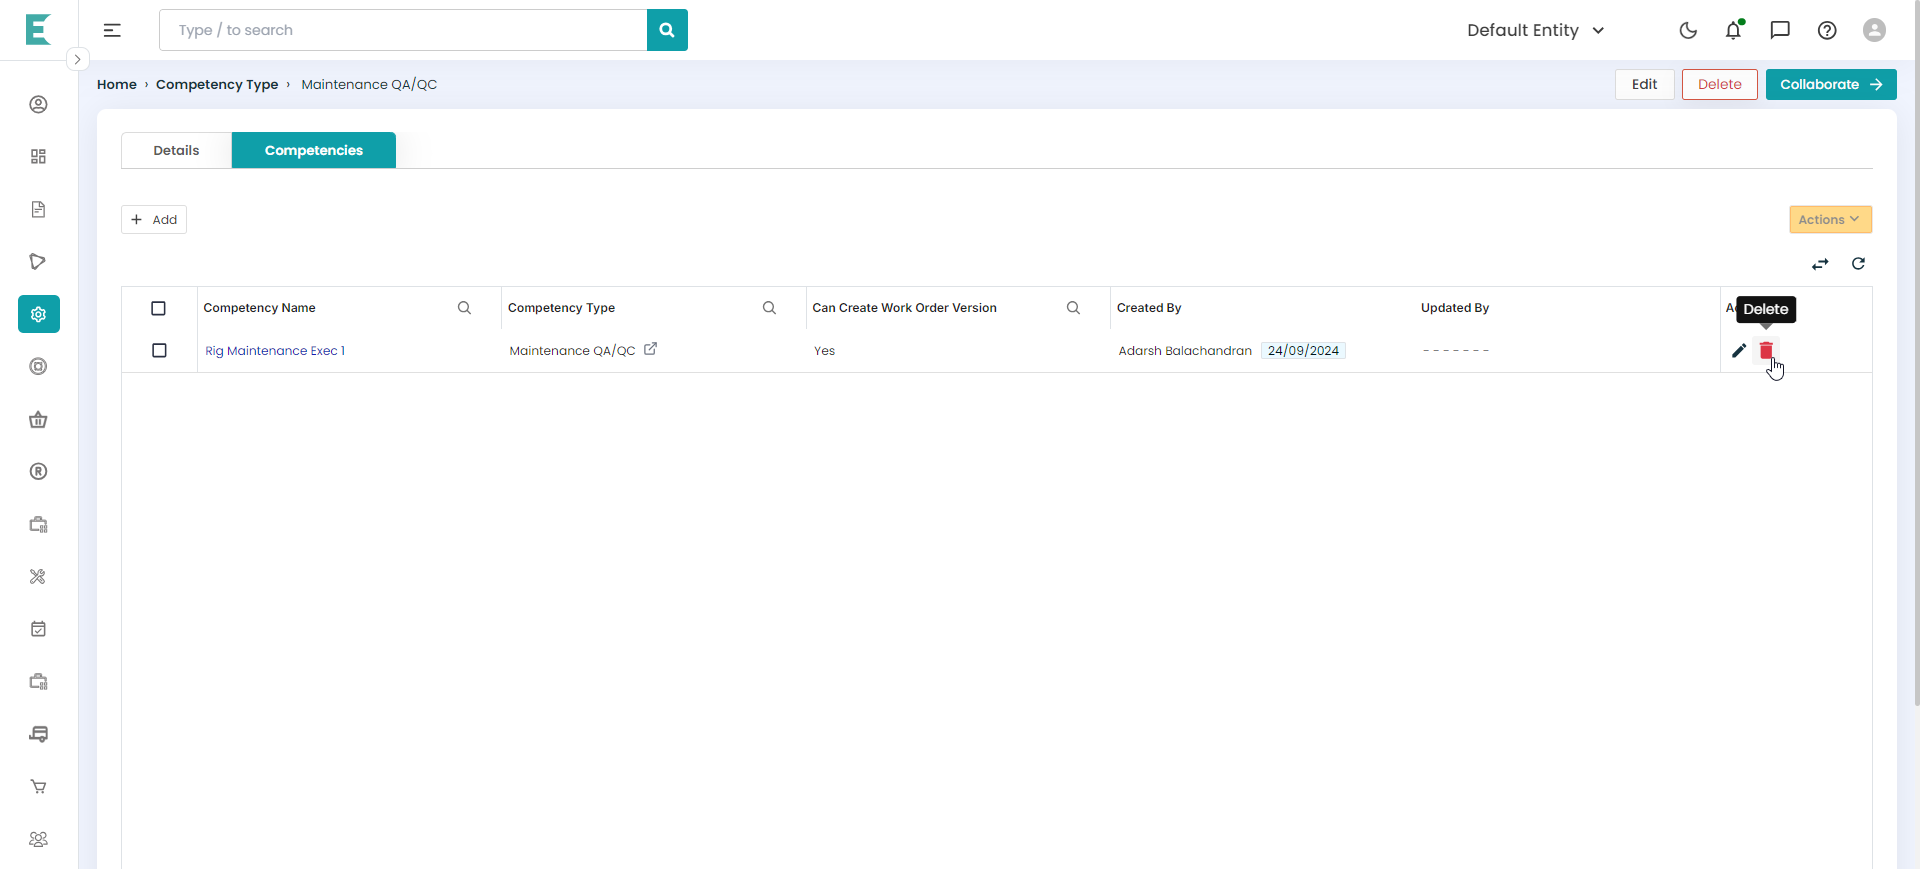 Type / to search
Default Entity
Home › Competency Type › Maintenance QA/QC
Edit
Delete
Collaborate
Details
Competencies
+ Add
Actions
Competency Name
Competency Type
Can Create Work Order Version
Created By
Updated By
Delete
Rig Maintenance Exec 1
Maintenance QA/QC
Yes
Adarsh Balachandran 24/09/2024
- - - - - - -